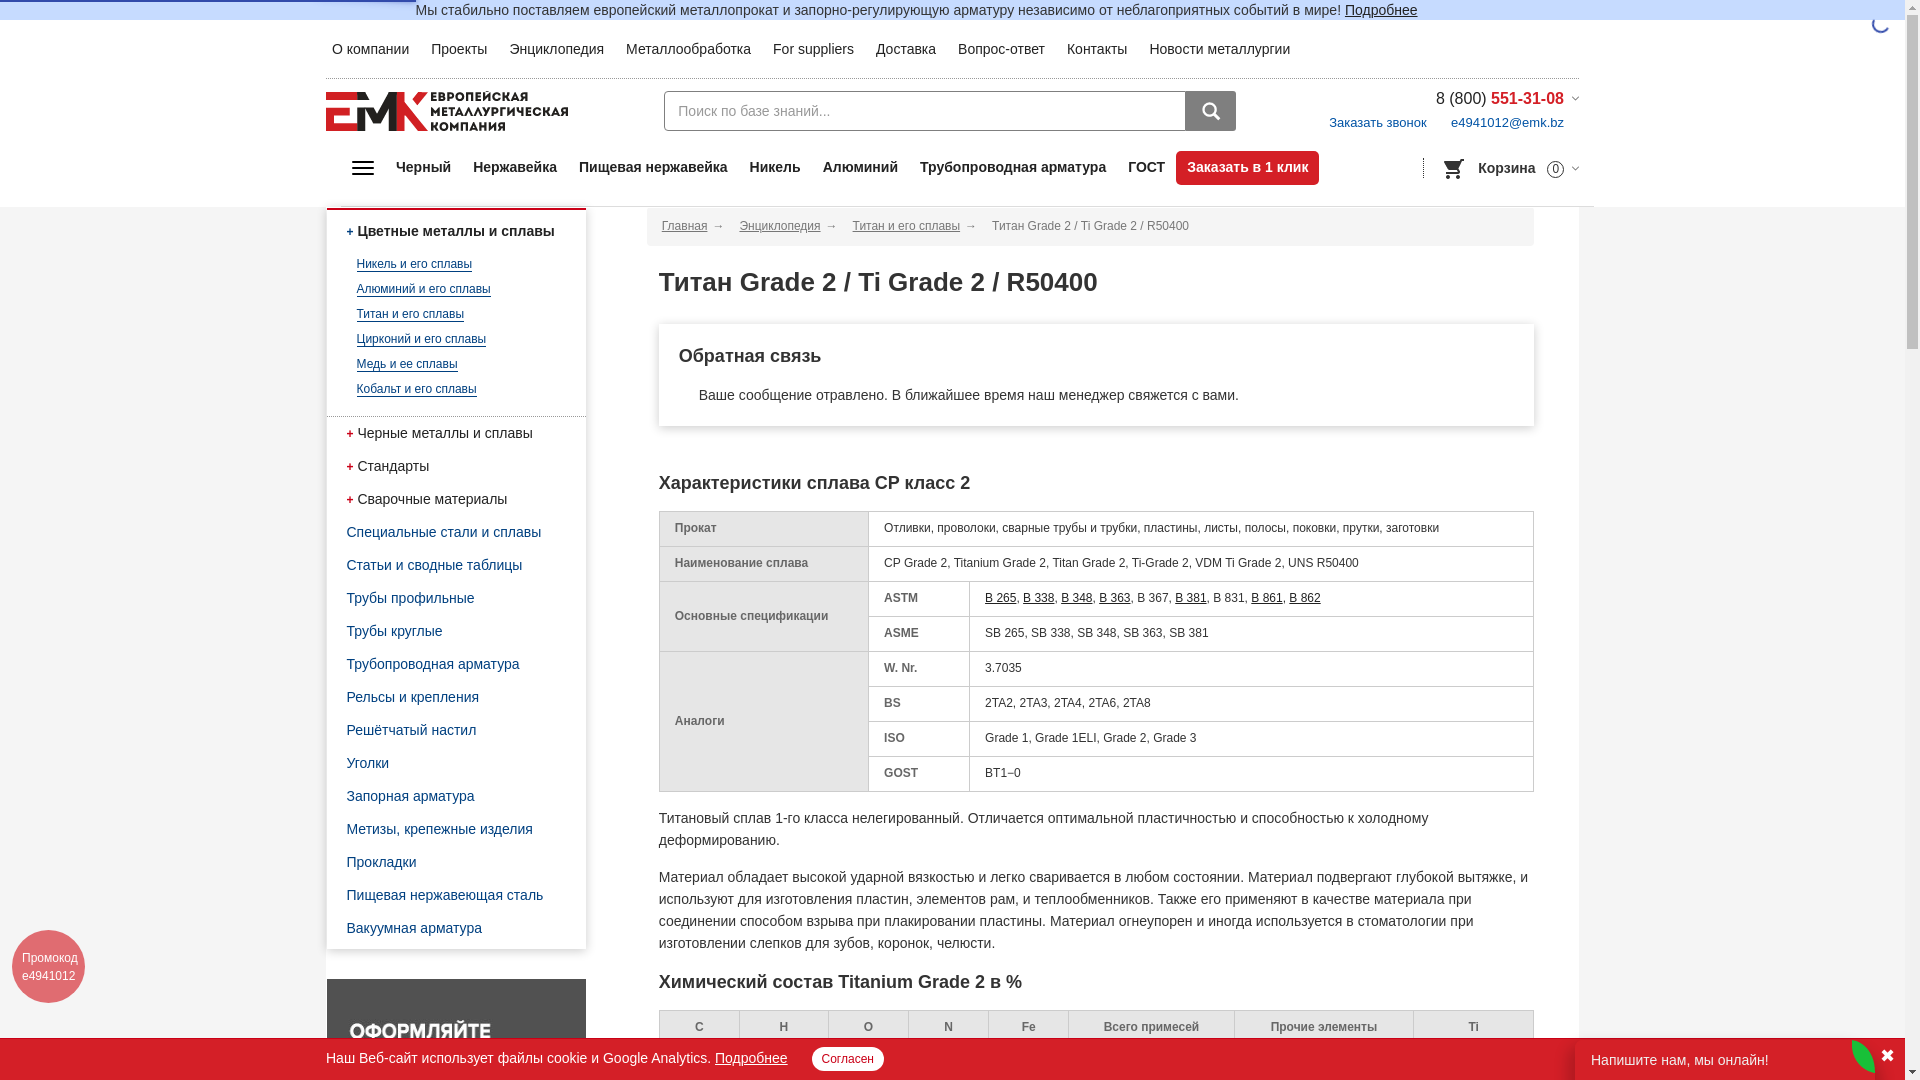 Мы стабильно поставляем европейский металлопрокат и запорно-регулирующую арматуру независимо от неблагоприятных событий в мире! Подробнее
О компании Проекты Энциклопедия Металлообработка For suppliers Доставка Вопрос-ответ Контакты Новости металлургии
ЕМК ЕВРОПЕЙСКАЯ
МЕТАЛЛУРГИЧЕСКАЯ
КОМПАНИЯ
Поиск по базе знаний...
8 (800) 551-31-08
Заказать звонок e4941012@emk.bz
Черный Нержавейка Пищевая нержавейка Никель Алюминий Трубопроводная арматура ГОСТ Заказать в 1 клик
Корзина 0
+ Цветные металлы и сплавы
Никель и его сплавы
Алюминий и его сплавы
Титан и его сплавы
Цирконий и его сплавы
Медь и ее сплавы
Кобальт и его сплавы
+ Черные металлы и сплавы
+ Стандарты
+ Сварочные материалы
Специальные стали и сплавы
Статьи и сводные таблицы
Трубы профильные
Трубы круглые
Трубопроводная арматура
Рельсы и крепления
Решётчатый настил
Уголки
Запорная арматура
Метизы, крепежные изделия
Прокладки
Пищевая нержавеющая сталь
Вакуумная арматура
ОФОРМЛЯЙТЕ
Промокод
e4941012
Главная → Энциклопедия → Титан и его сплавы → Титан Grade 2 / Ti Grade 2 / R50400
Титан Grade 2 / Ti Grade 2 / R50400
Обратная связь
Ваше сообщение отравлено. В ближайшее время наш менеджер свяжется с вами.
Характеристики сплава CP класс 2
Прокат Отливки, проволоки, сварные трубы и трубки, пластины, листы, полосы, поковки, прутки, заготовки
Наименование сплава CP Grade 2, Titanium Grade 2, Titan Grade 2, Ti-Grade 2, VDM Ti Grade 2, UNS R50400
Основные спецификации
ASTM B 265, B 338, B 348, B 363, B 367, B 381, B 831, B 861, B 862
ASME SB 265, SB 338, SB 348, SB 363, SB 381
Аналоги
W. Nr. 3.7035
BS 2TA2, 2TA3, 2TA4, 2TA6, 2TA8
ISO Grade 1, Grade 1ELI, Grade 2, Grade 3
GOST ВТ1−0
Титановый сплав 1-го класса нелегированный. Отличается оптимальной пластичностью и способностью к холодному
деформированию.
Материал обладает высокой ударной вязкостью и легко сваривается в любом состоянии. Материал подвергают глубокой вытяжке, и
используют для изготовления пластин, элементов рам, и теплообменников. Также его применяют в качестве материала при
соединении способом взрыва при плакировании пластины. Материал огнеупорен и иногда используется в стоматологии при
изготовлении слепков для зубов, коронок, челюсти.
Химический состав Titanium Grade 2 в %
C H O N Fe Всего примесей Прочие элементы Ti
Наш Веб-сайт использует файлы cookie и Google Analytics. Подробнее Согласен
Напишите нам, мы онлайн!